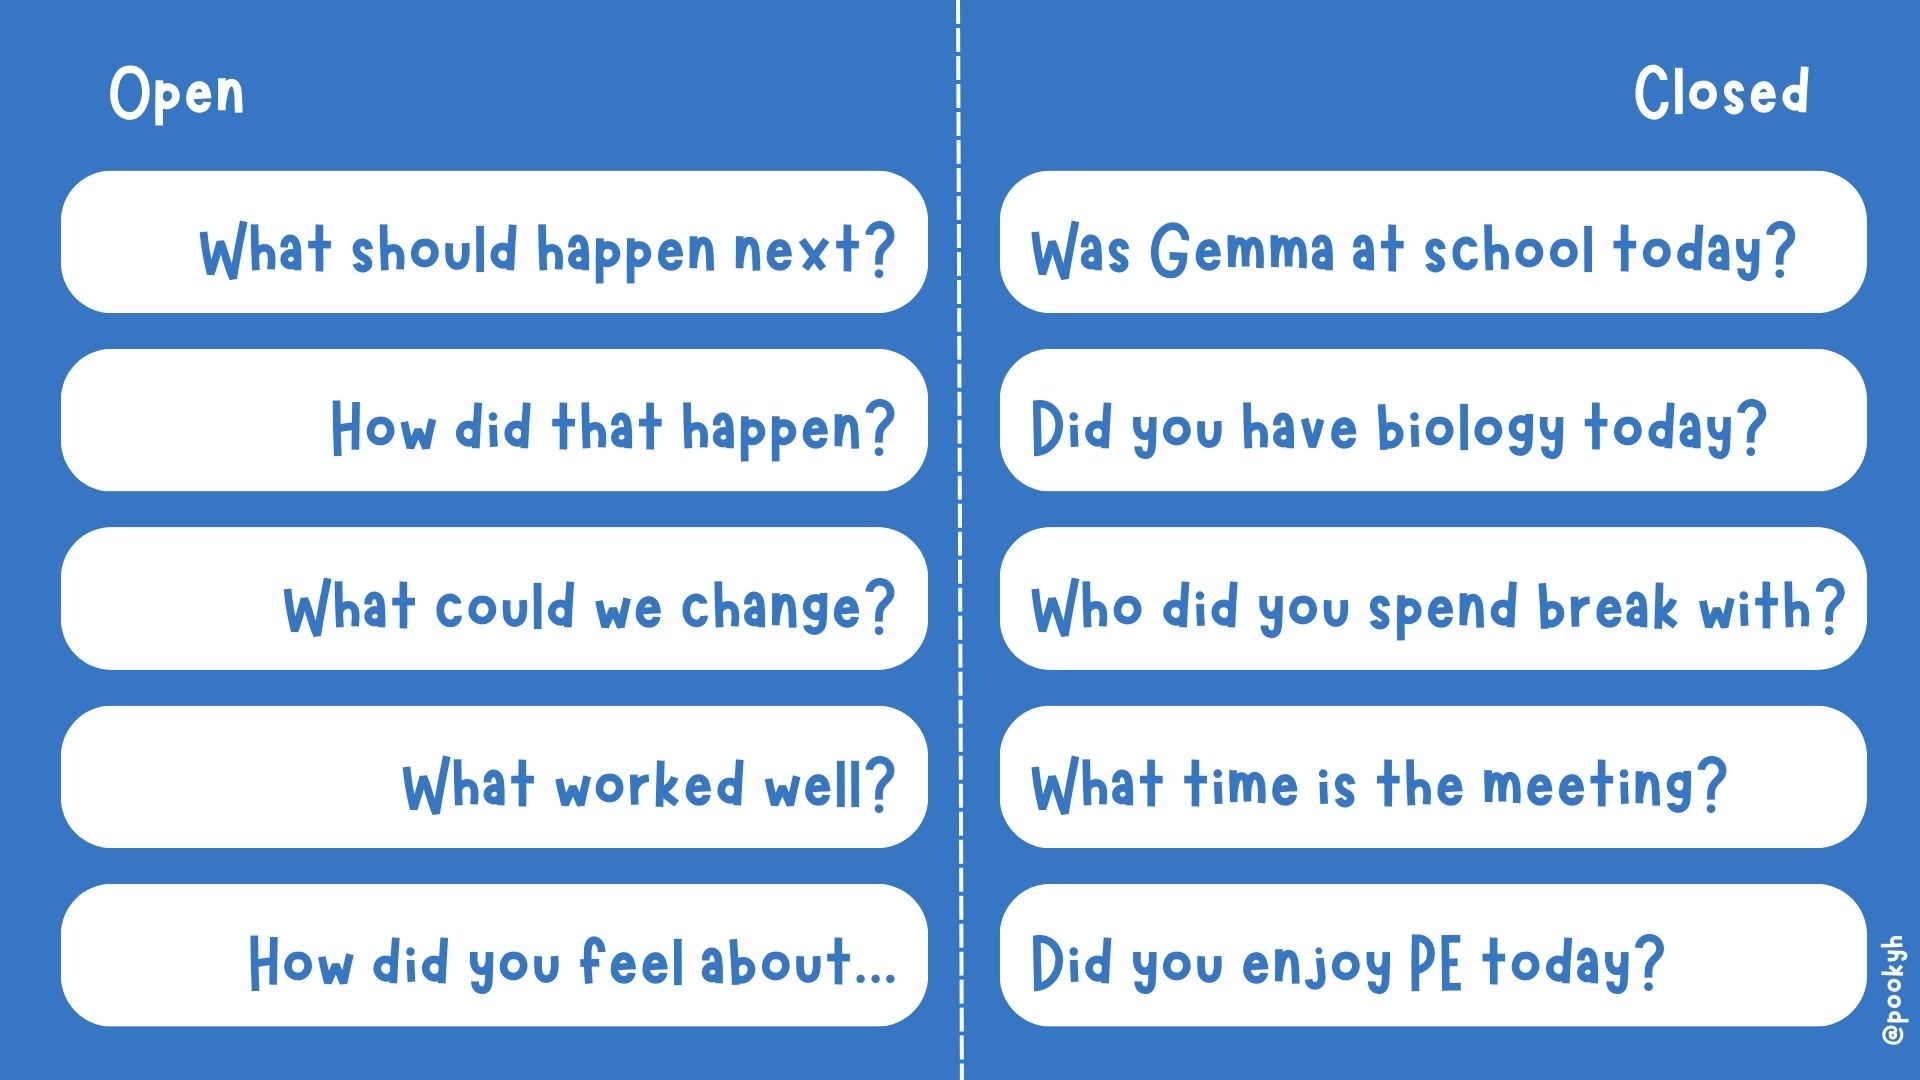 Open
What should happen next?
How did that happen?
What could we change?
What worked well?
How did you feel about...
Closed
Was Gemma at school today?
Did you have biology today?
Who did you spend break with?
What time is the meeting?
Did you enjoy PE today?
@pookyh